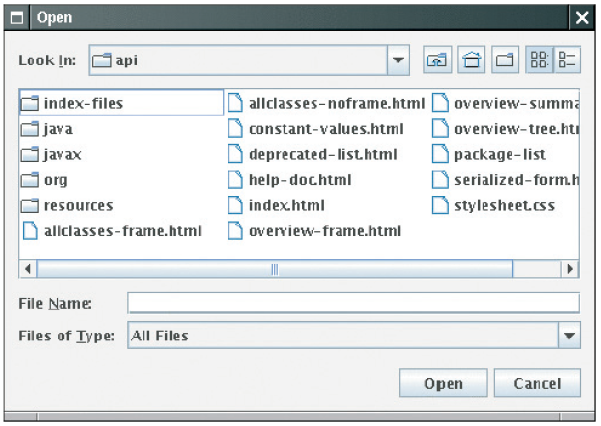 Open
Look In: api
index-files allclasses-noframe.html overview-summa
java constant-values.html overview-tree.htm
javax deprecated-list.html package-list
org help-doc.html serialized-form.h
resources index.html stylesheet.css
allclasses-frame.html overview-frame.html
File Name:
Files of Type: All Files
Open Cancel